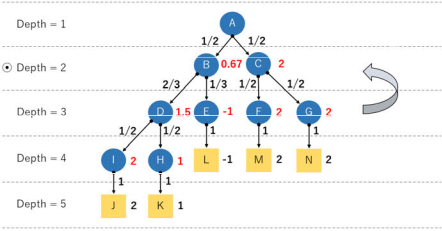 Depth = 1
A
1/2 1/2
Depth = 2
B 0.67 C 2
2/3 1/3 1/2 1/2
Depth = 3
D 1.5 E -1 F 2 G 2
1/2 1/2 1 1 1
Depth = 4
I 2 H 1 L -1 M 2 N 2
1 1
Depth = 5
J 2 K 1